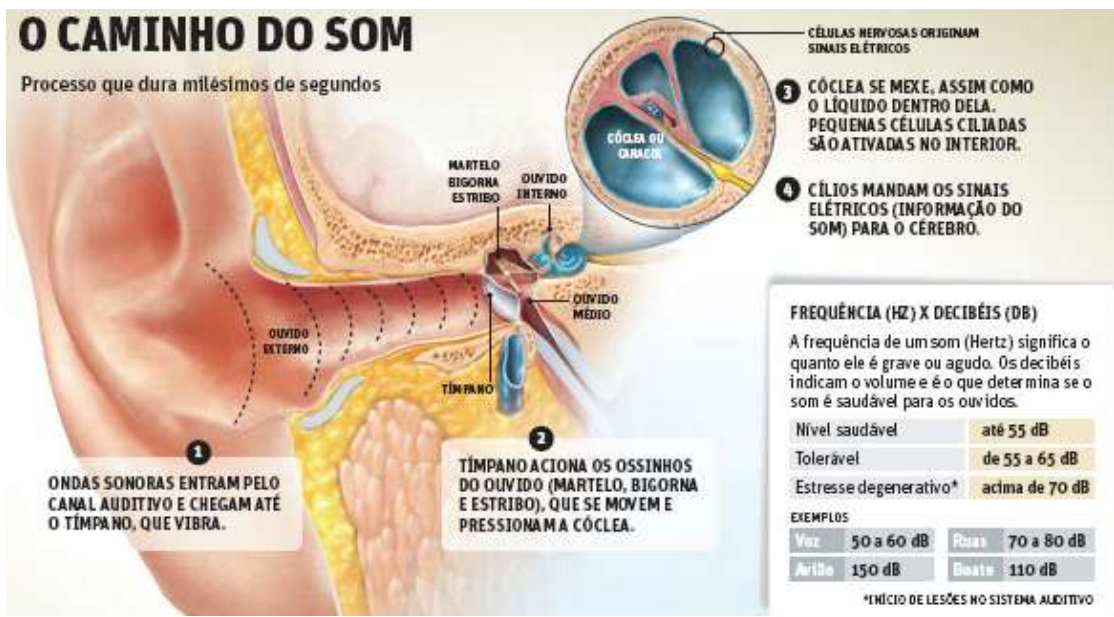 O CAMINHO DO SOM
Processo que dura milésimos de segundos
CÉLULAS NERVOSAS ORIGINAM
SINAIS ELÉTRICOS
3 CÓCLEA SE MEXE, ASSIM COMO
O LÍQUIDO DENTRO DELA.
PEQUENAS CÉLULAS CILIADAS
SÃO ATIVADAS NO INTERIOR.
CÓCLEA OU
CARACOL
4 CÍLIOS MANDAM OS SINAIS
ELÉTRICOS (INFORMAÇÃO DO
SOM) PARA O CÉREBRO.
MARTELO
BIGORNA
ESTRIBO
OUVIDO
INTERNO
OUVIDO
MÉDIO
OUVIDO
EXTERNO
TÍMPANO
1
ONDAS SONORAS ENTRAM PELO
CANAL AUDITIVO E CHEGAM ATÉ
O TÍMPANO, QUE VIBRA.
2
TÍMPANO ACIONA OS OSSINHOS
DO OUVIDO (MARTELO, BIGORNA
E ESTRIBO), QUE SE MOVEM E
PRESSIONAM A CÓCLEA.
FREQUÊNCIA (HZ) X DECIBÉIS (DB)
A frequência de um som (Hertz) significa o
quanto ele é grave ou agudo. Os decibéis
indicam o volume e é o que determina se o
som é saudável para os ouvidos.
Nível saudável até 55 dB
Tolerável de 55 a 65 dB
Estresse degenerativo* acima de 70 dB
EXEMPLOS
Voz 50 a 60 dB Ruas 70 a 80 dB
Avião 150 dB Boate 110 dB
*INÍCIO DE LESÕES NO SISTEMA AUDITIVO